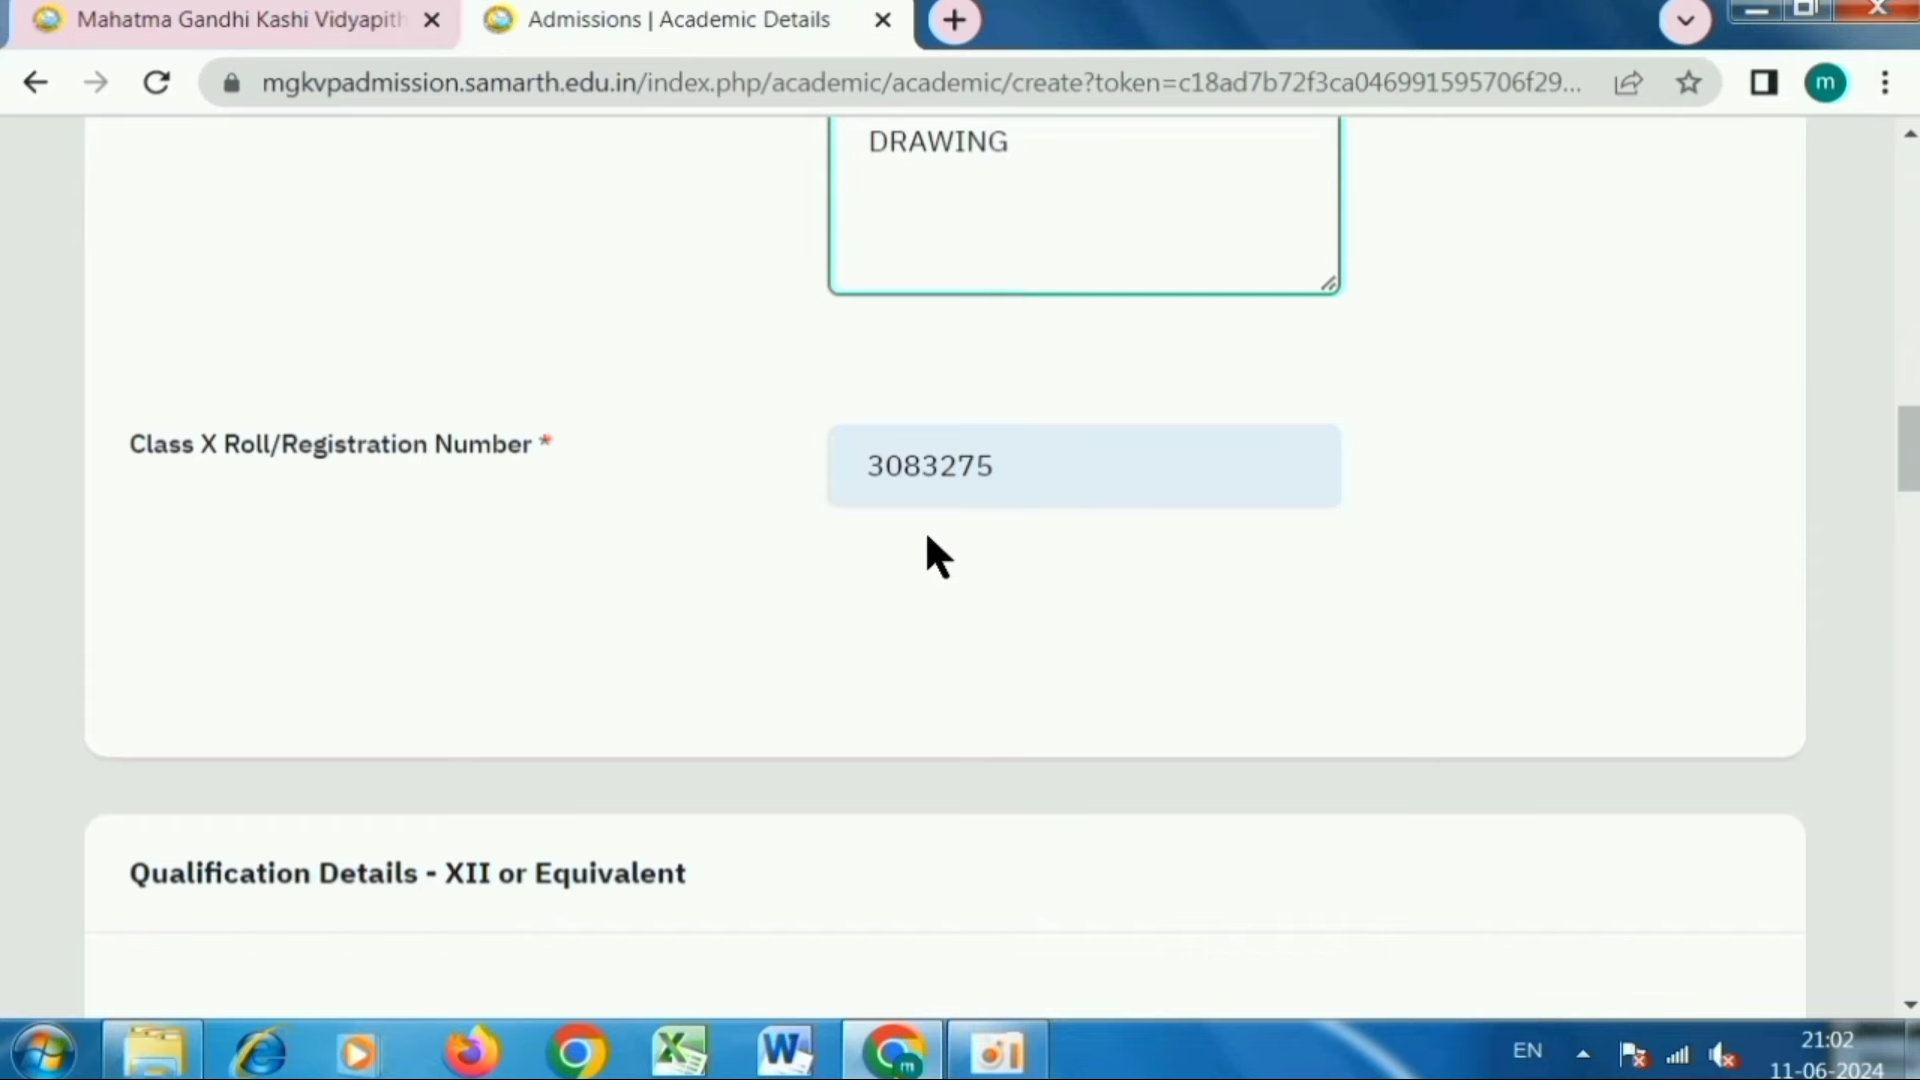 Mahatma Gandhi Kashi Vidyapith
Admissions | Academic Details
mgkvpadmission.samarth.edu.in/index.php/academic/academic/create?token=c18ad7b72f3ca046991595706f29...
m
DRAWING
Class X Roll/Registration Number *
3083275
Qualification Details - XII or Equivalent
m
EN
21:02
11-06-2024